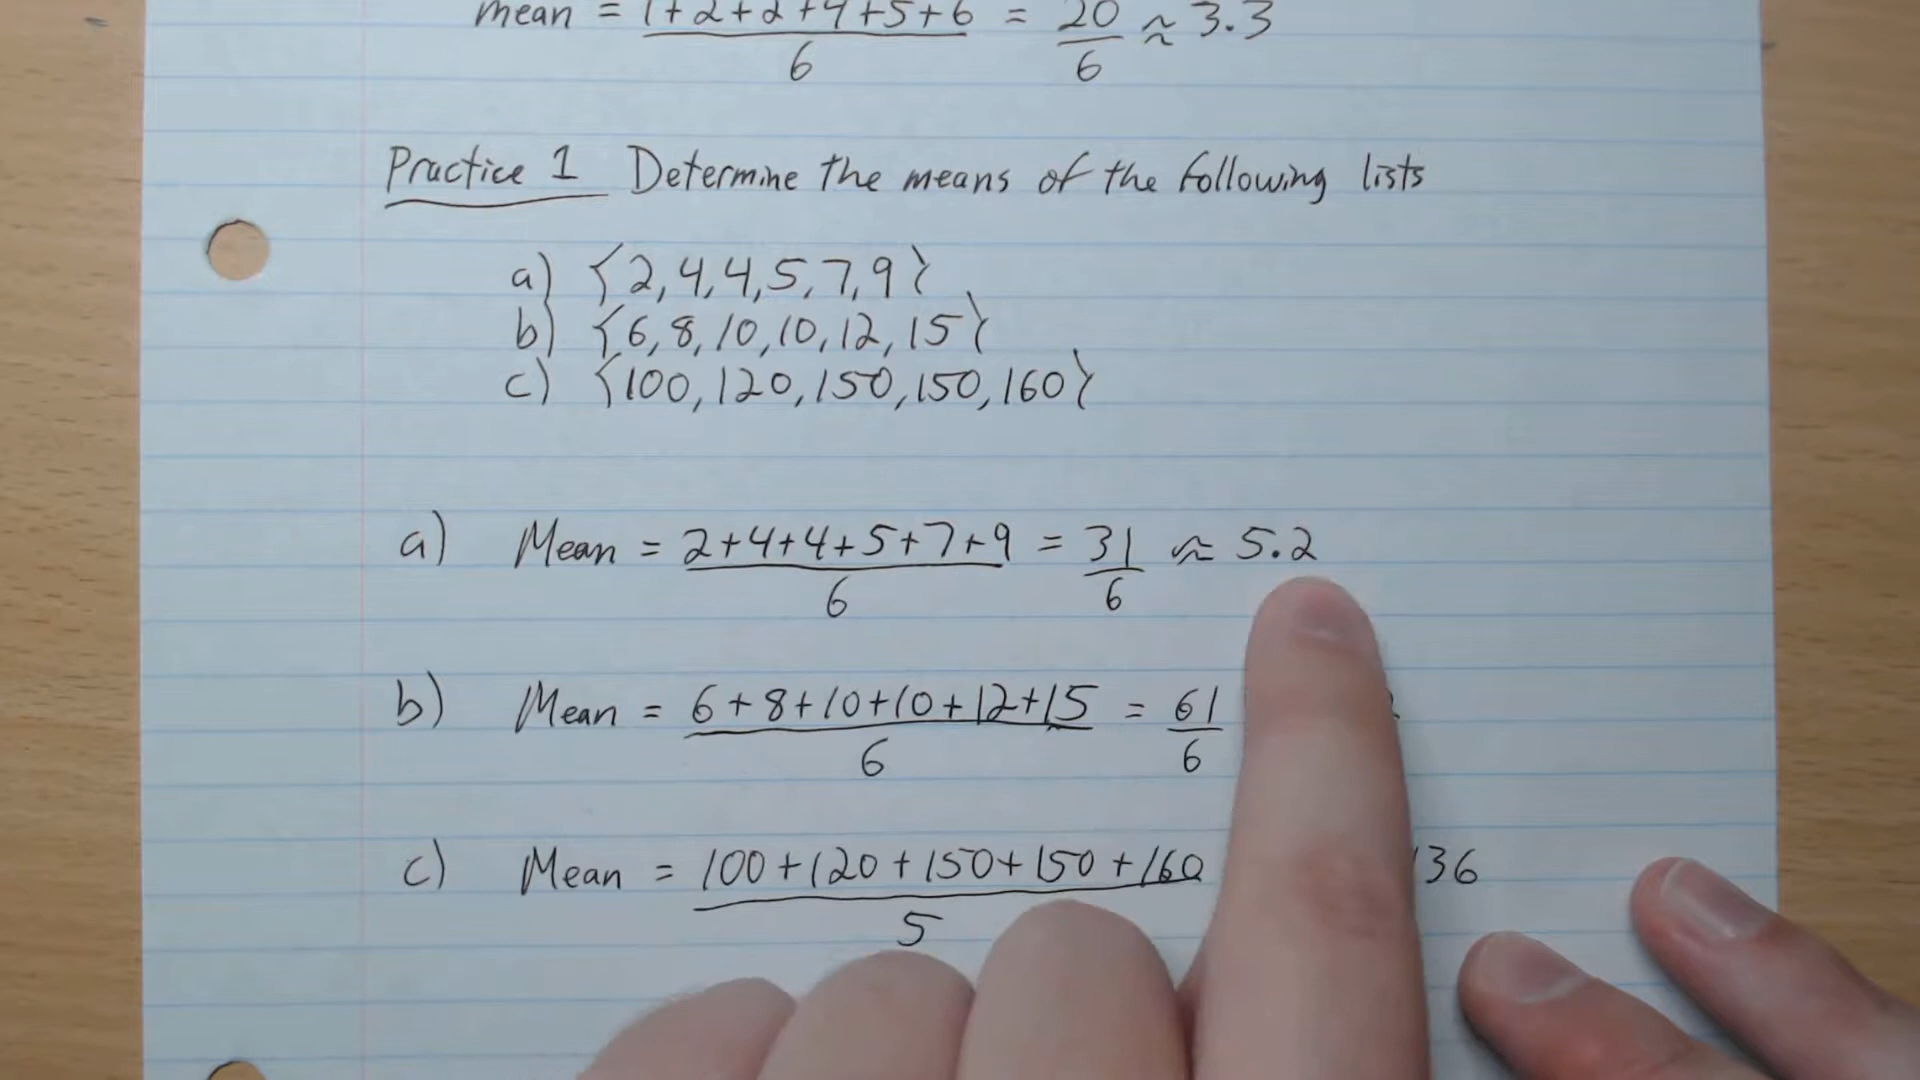 mean = 1+2+2+4+5+6 = 20 ≈ 3.3
6 6
Practice 1 Determine the means of the following lists
a) {2,4,4,5,7,9}
b) {6,8,10,10,12,15}
c) {100,120,150,150,160}
a) Mean = 2+4+4+5+7+9 = 31 ≈ 5.2
6 6
b) Mean = 6+8+10+10+12+15 = 61
6 6
c) Mean = 100+120+150+150+160 136
5